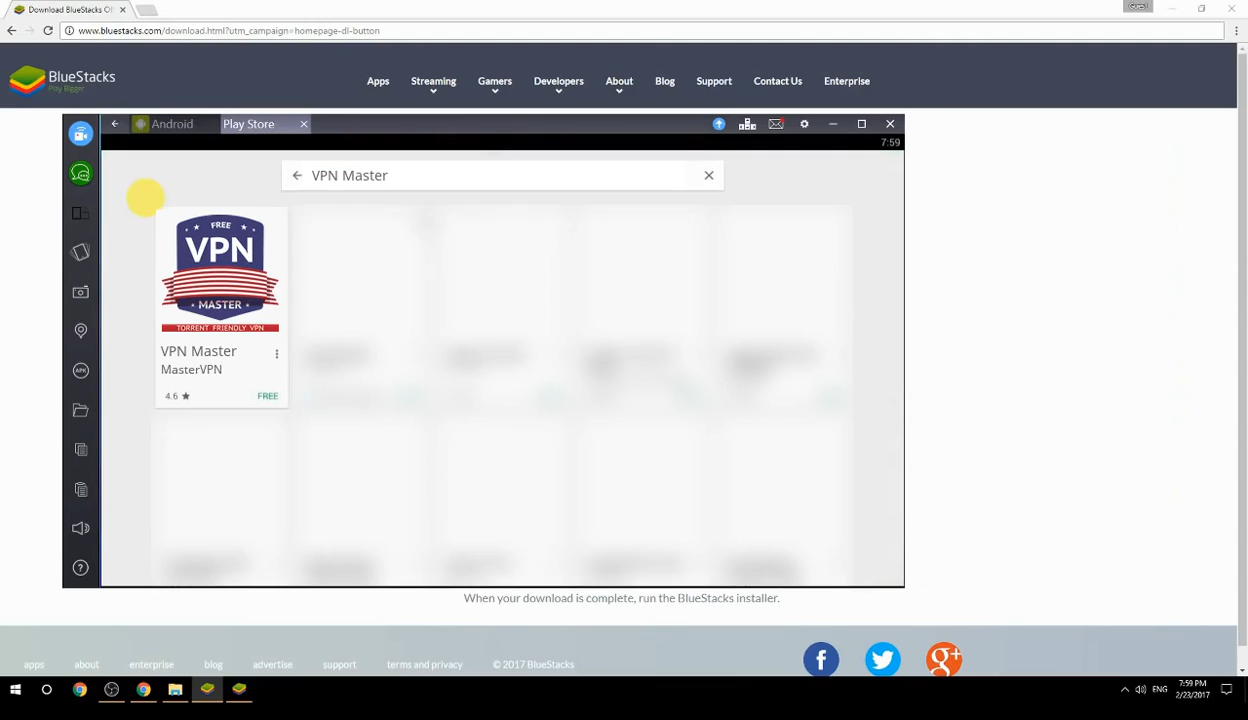 Download BlueStacks Of
Guest
www.bluestacks.com/download.html?utm_campaign=homepage-dl-button
BlueStacks
Play Bigger
Apps
Streaming
Gamers
Developers
About
Blog
Support
Contact Us
Enterprise
Android
Play Store
7:59
VPN Master
FREE
VPN
MASTER
TORRENT FRIENDLY VPN
VPN Master
MasterVPN
4.6
FREE
APK
When your download is complete, run the BlueStacks installer.
apps
about
enterprise
blog
advertise
support
terms and privacy
© 2017 BlueStacks
ENG
7:59 PM
2/23/2017